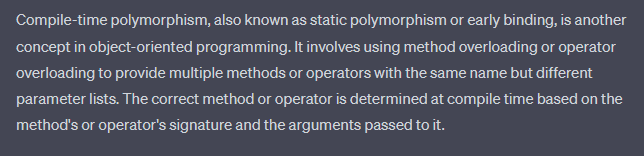 Compile-time polymorphism, also known as static polymorphism or early binding, is another
concept in object-oriented programming. It involves using method overloading or operator
overloading to provide multiple methods or operators with the same name but different
parameter lists. The correct method or operator is determined at compile time based on the
method's or operator's signature and the arguments passed to it.